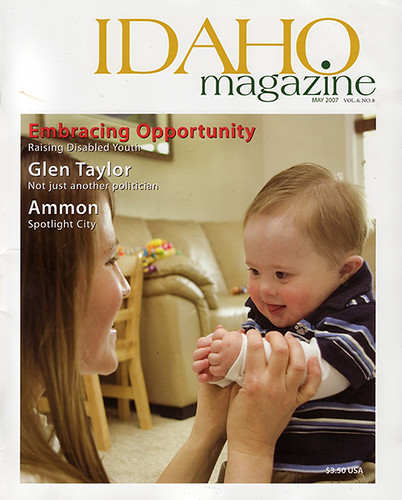 IDAHO
magazine
MAY 2007 VOL. 6, NO. 8
Embracing Opportunity
Raising Disabled Youth
Glen Taylor
Not just another politician
Ammon
Spotlight City
$3.50 USA